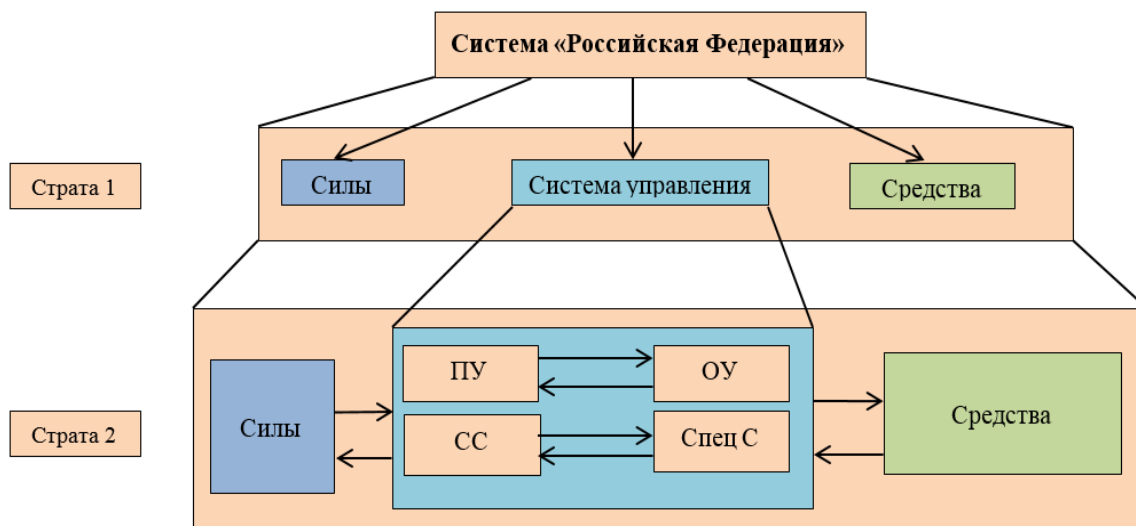 Система «Российская Федерация»
Страта 1
Силы
Система управления
Средства
Страта 2
Силы
ПУ
ОУ
СС
Спец С
Средства